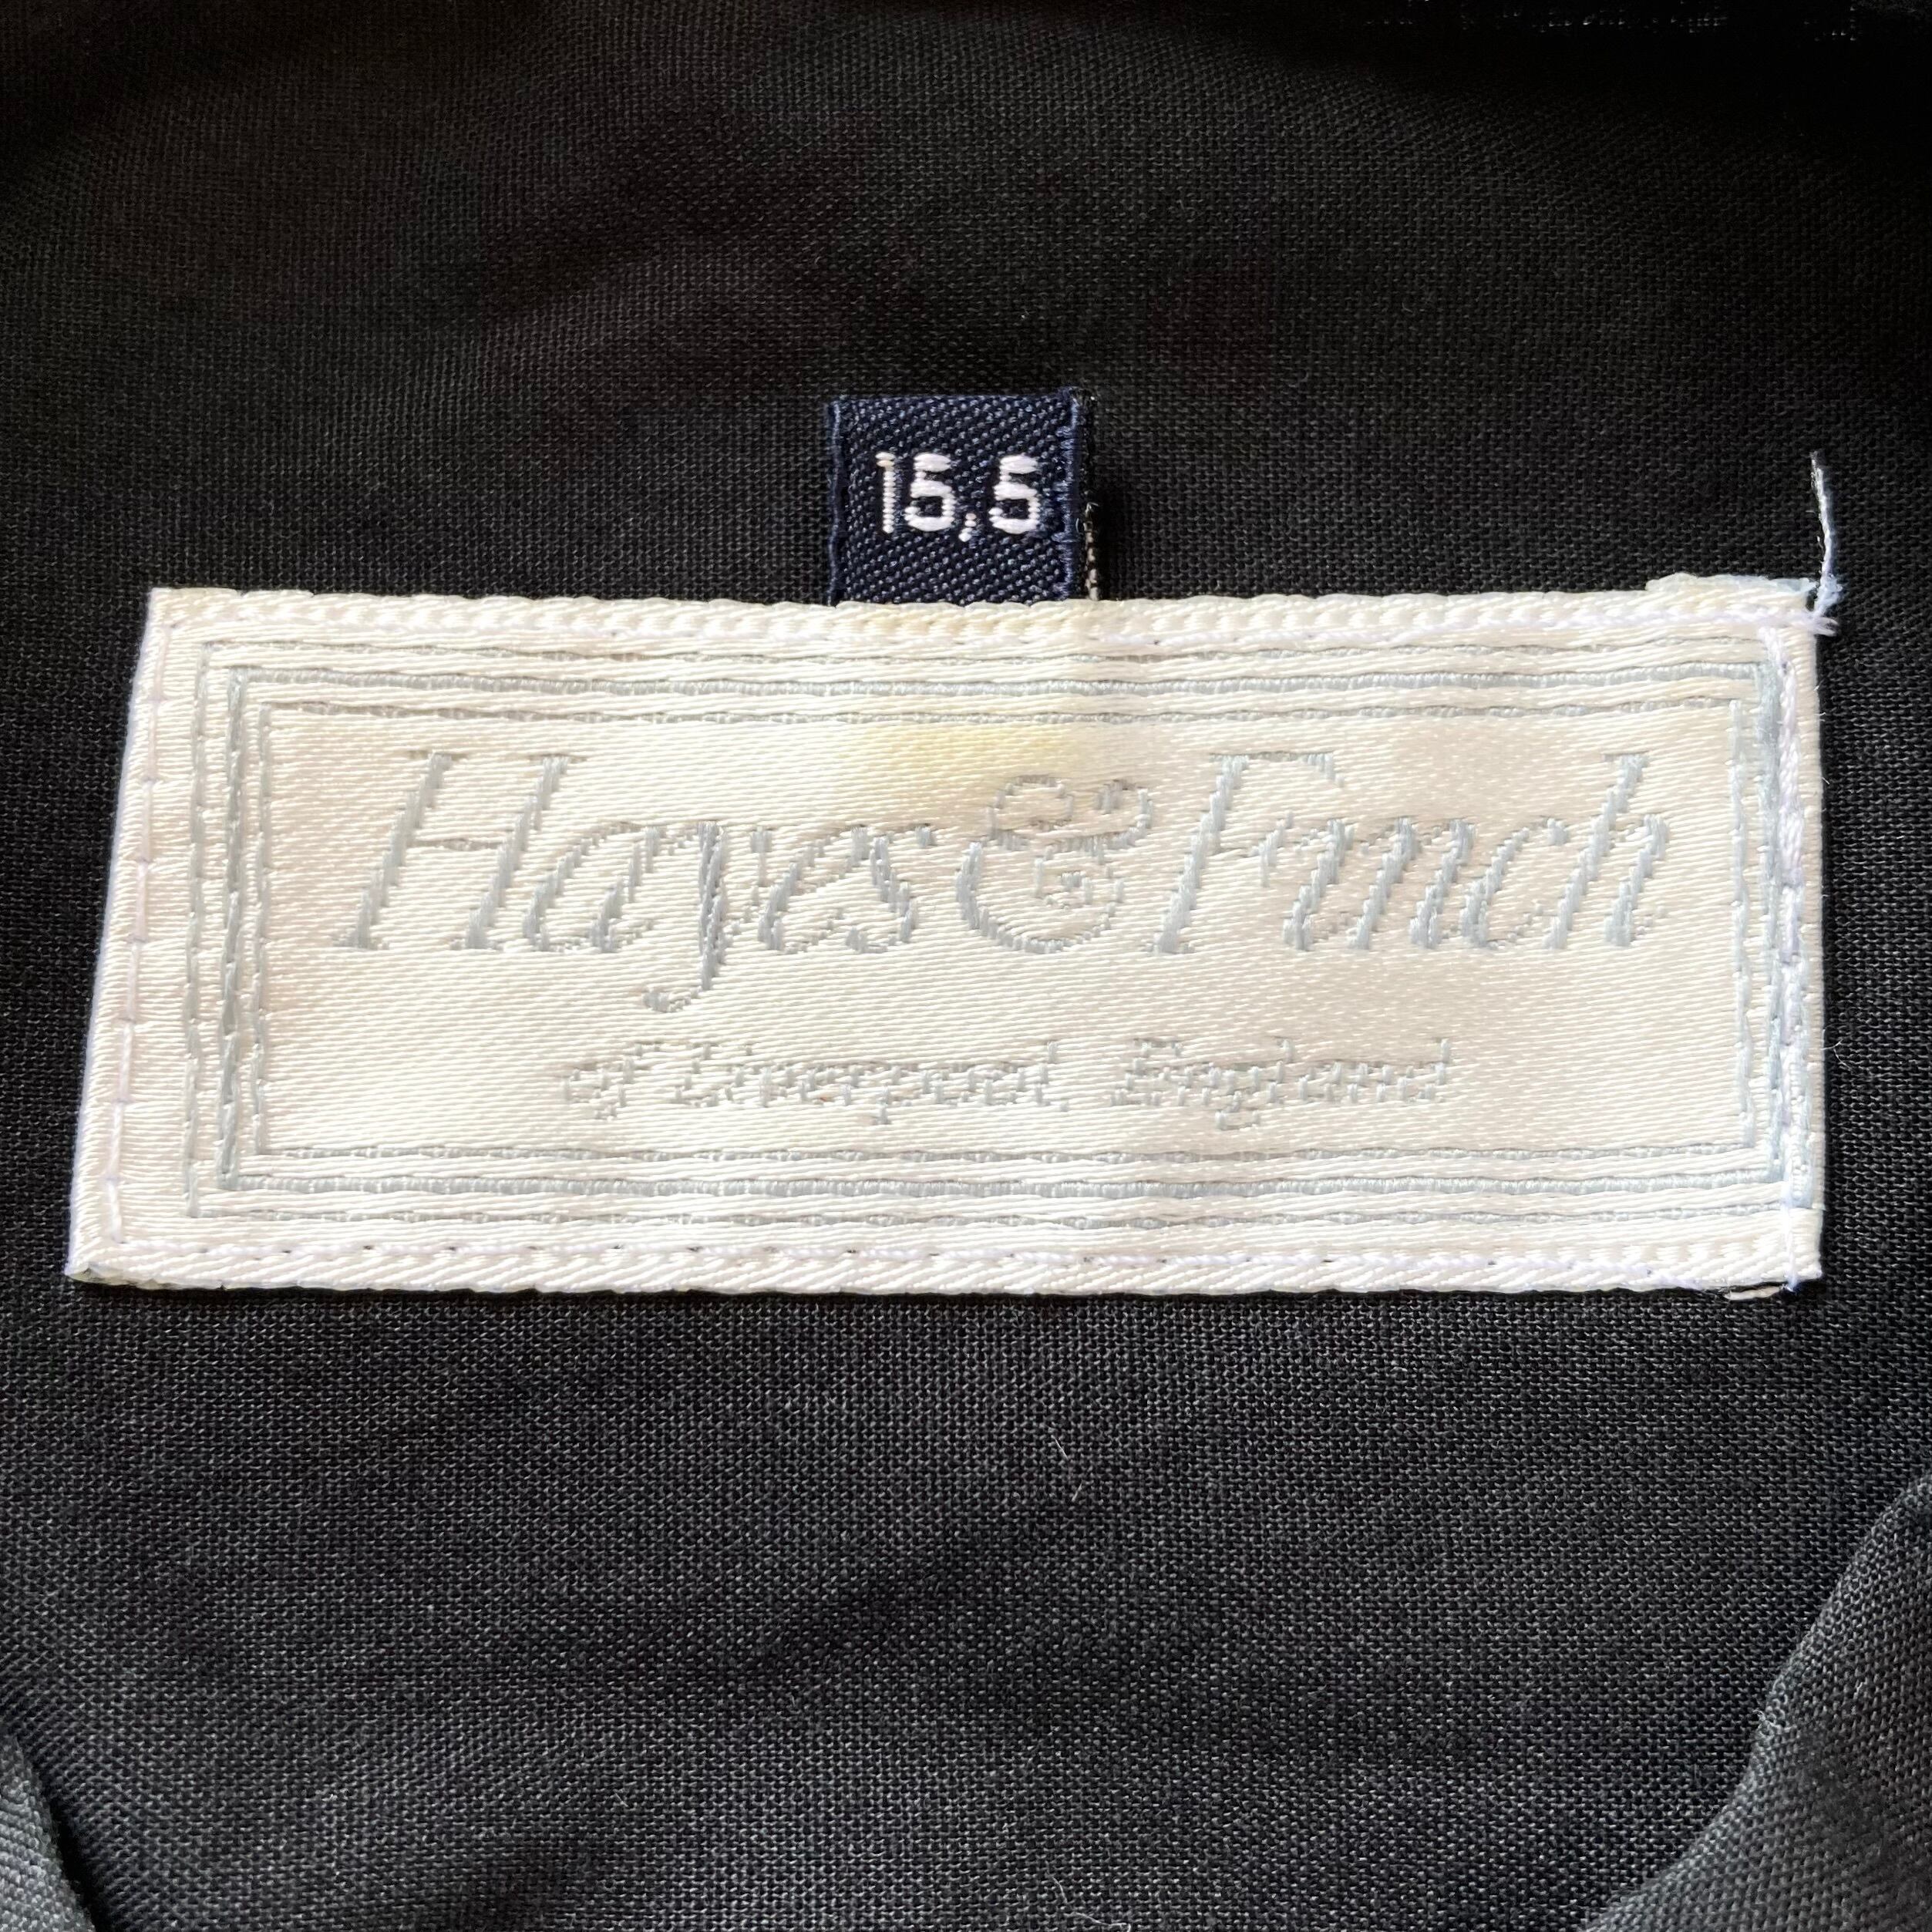 15,5
Hayes & Finch
of Liverpool, England